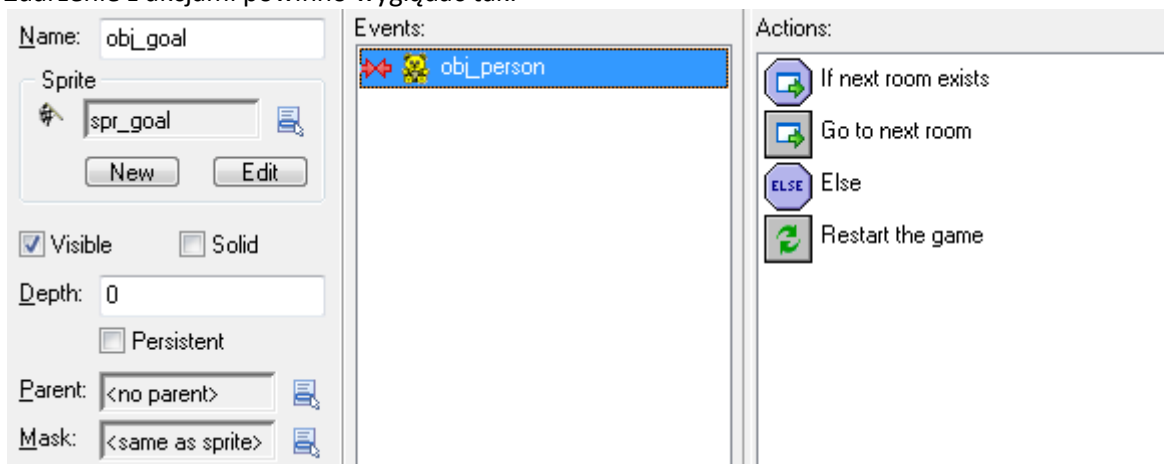 Zdarzenie z akcjami powinno wyglądać tak:
Name: obj_goal
Sprite
spr_goal
New Edit
Visible Solid
Depth: 0
Persistent
Parent: <no parent>
Mask: <same as sprite>
Events:
obj_person
Actions:
If next room exists
Go to next room
ELSE Else
Restart the game